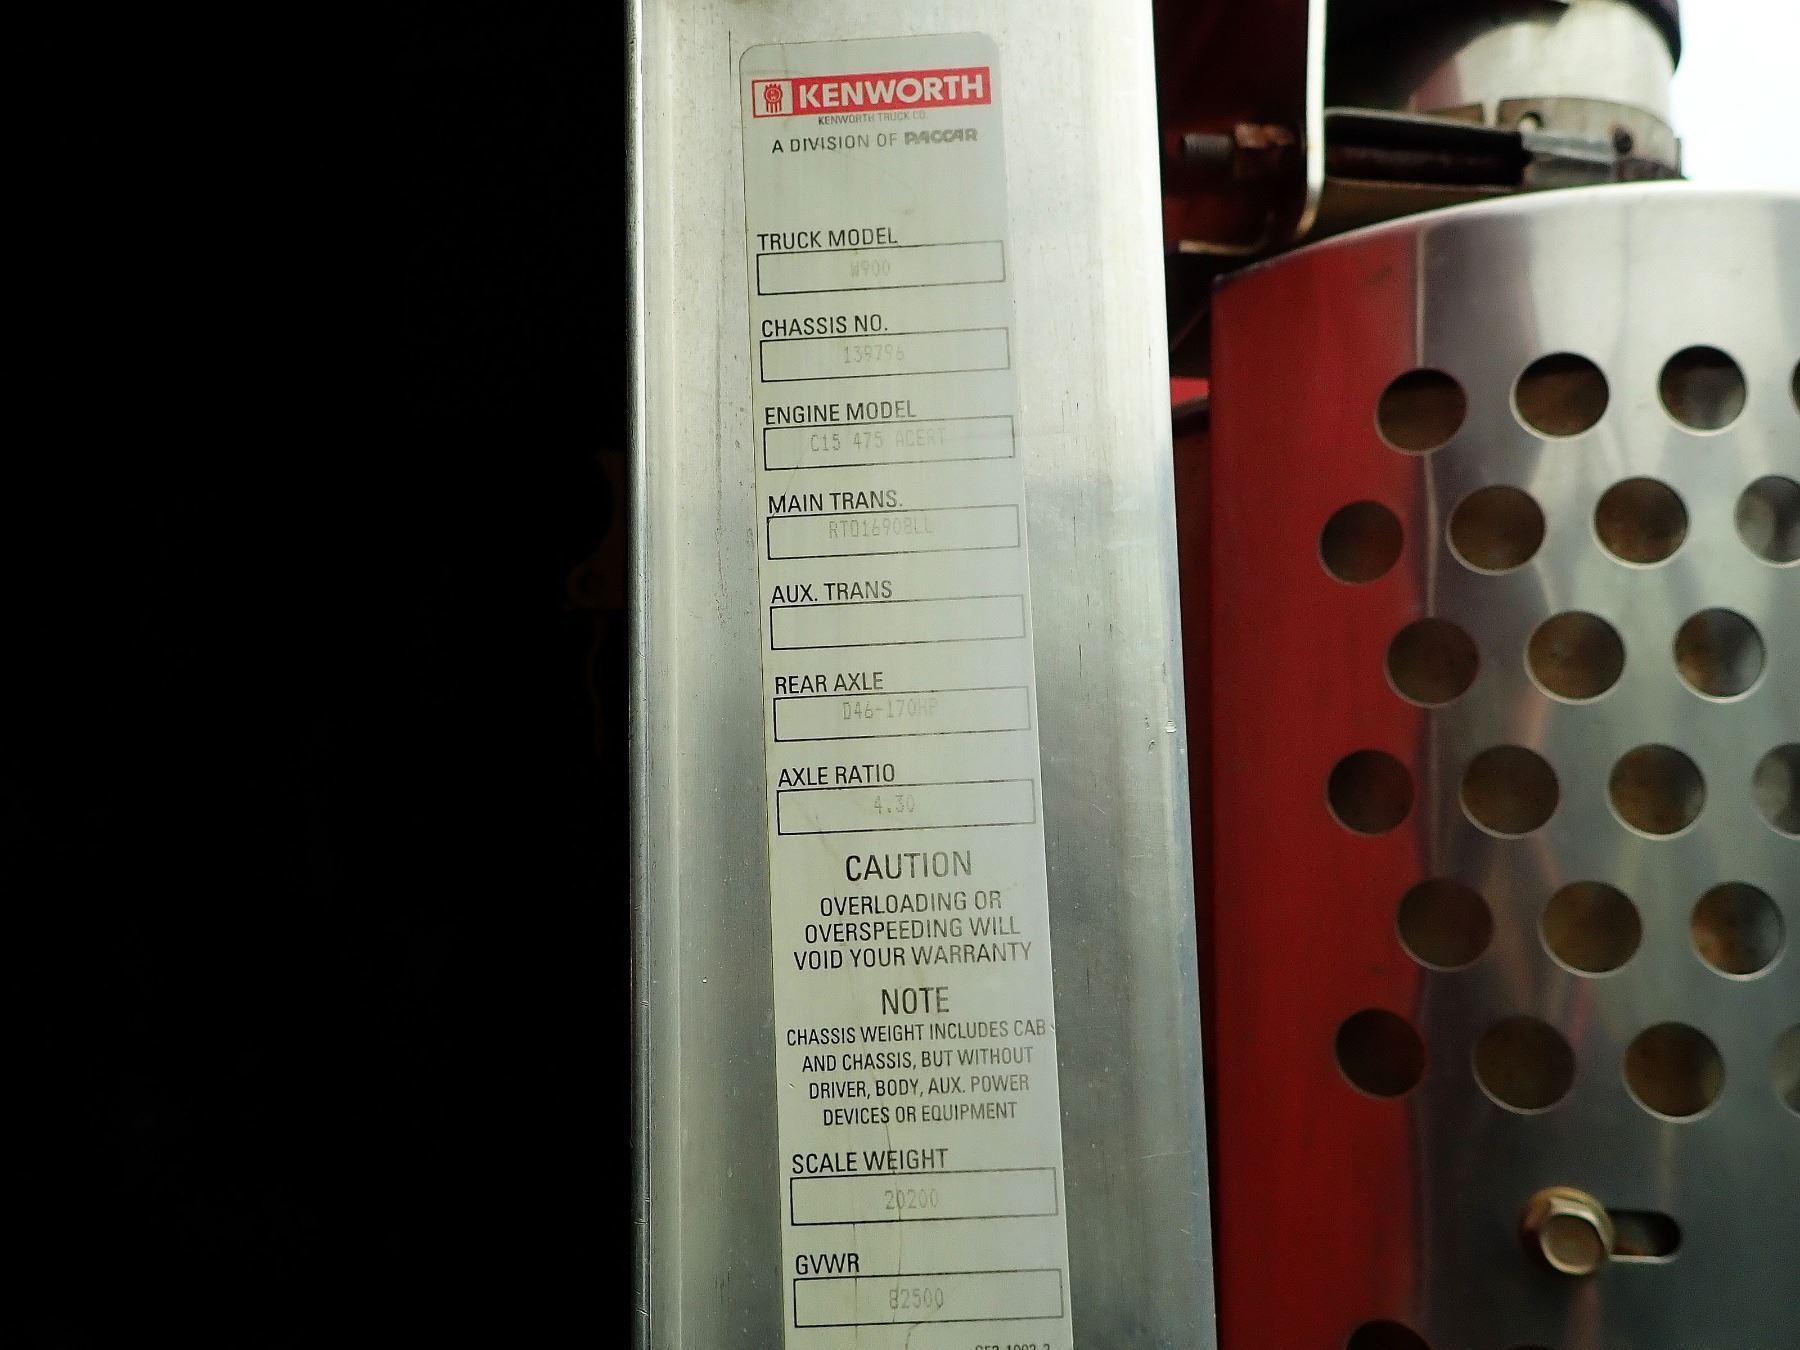 KENWORTH
KENWORTH TRUCK CO.
A DIVISION OF PACCAR
TRUCK MODEL
W900
CHASSIS NO.
139796
ENGINE MODEL
C15 475 ACERT
MAIN TRANS.
RTO16908LL
AUX. TRANS
REAR AXLE
D46-170HP
AXLE RATIO
4.30
CAUTION
OVERLOADING OR
OVERSPEEDING WILL
VOID YOUR WARRANTY
NOTE
CHASSIS WEIGHT INCLUDES CAB
AND CHASSIS, BUT WITHOUT
DRIVER, BODY, AUX. POWER
DEVICES OR EQUIPMENT
SCALE WEIGHT
20200
GVWR
82500